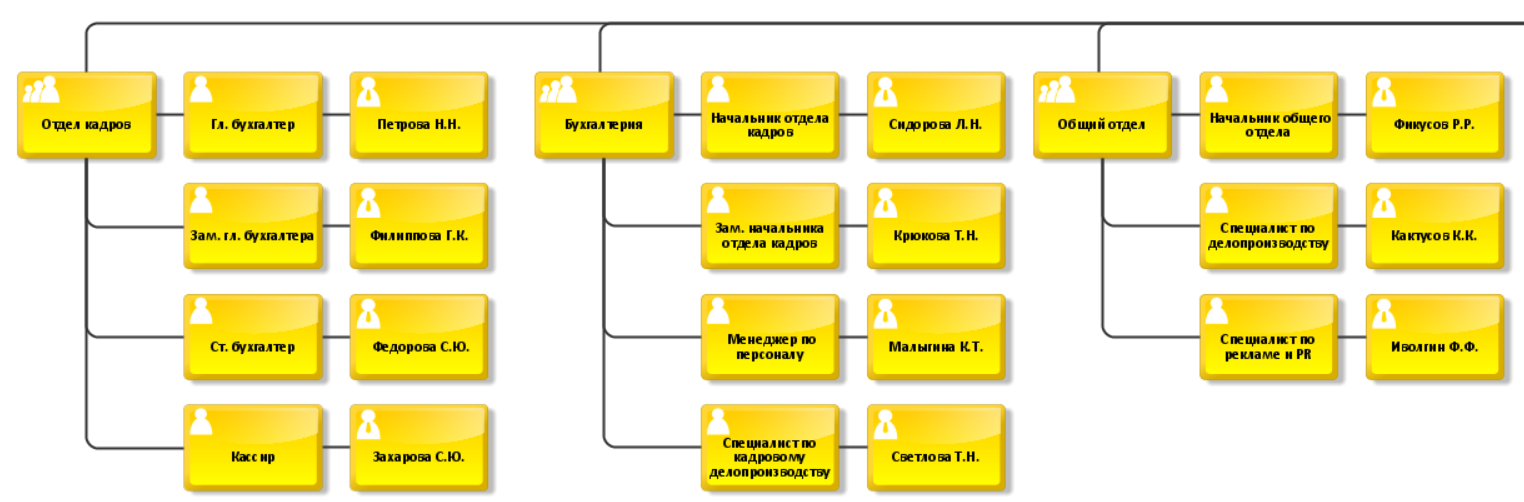 Отдел кадров
Гл. бухгалтер
Петрова Н.Н.
Зам. гл. бухгалтера
Филиппова Г.К.
Ст. бухгалтер
Федорова С.Ю.
Кассир
Захарова С.Ю.
Бухгалтерия
Начальник отдела
кадров
Сидорова Л.Н.
Зам. начальника
отдела кадров
Крюкова Т.Н.
Менеджер по
персоналу
Малыгина К.Т.
Специалист по
кадровому
делопроизводству
Светлова Т.Н.
Общий отдел
Начальник общего
отдела
Фикусов Р.Р.
Специалист по
делопроизводству
Кактусов К.К.
Специалист по
рекламе и PR
Иволгин Ф.Ф.